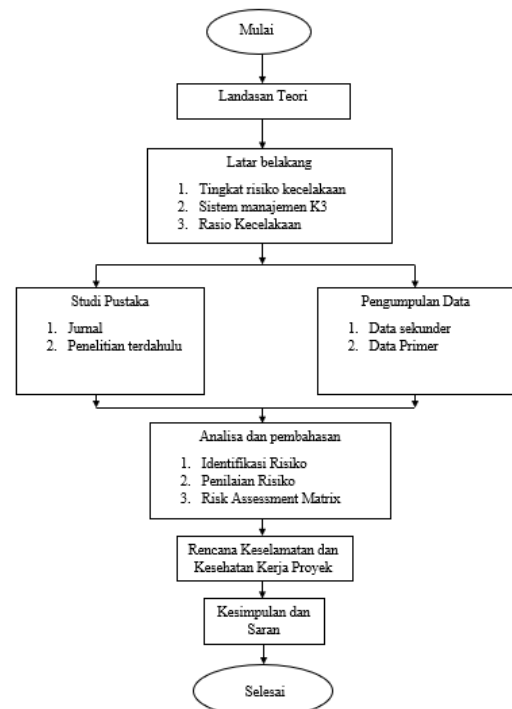 Mulai
Landasan Teori
Latar belakang
1. Tingkat risiko kecelakaan
2. Sistem manajemen K3
3. Rasio Kecelakaan
Studi Pustaka
1. Jurnal
2. Penelitian terdahulu
Pengumpulan Data
1. Data sekunder
2. Data Primer
Analisa dan pembahasan
1. Identifikasi Risiko
2. Penilaian Risiko
3. Risk Assessment Matrix
Rencana Keselamatan dan
Kesehatan Kerja Proyek
Kesimpulan dan
Saran
Selesai